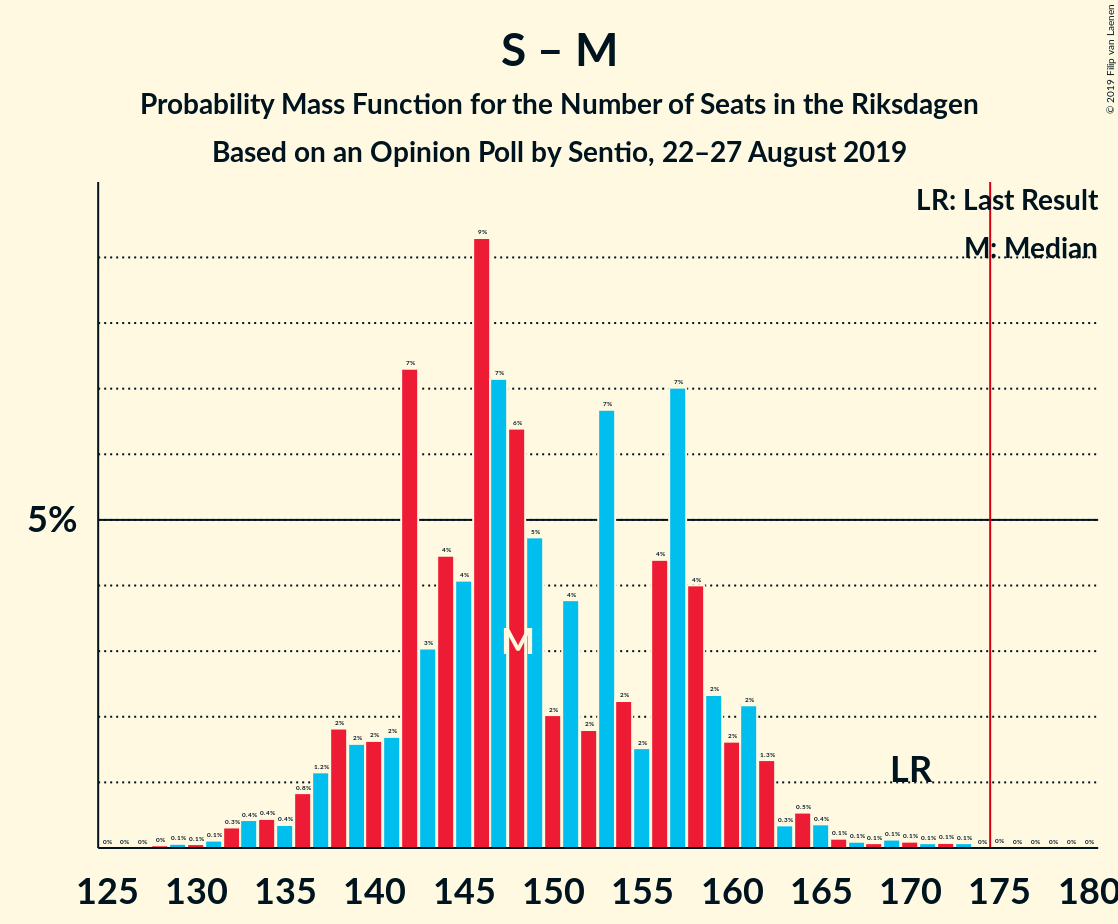 S – M
Probability Mass Function for the Number of Seats in the Riksdagen
Based on an Opinion Poll by Sentio, 22–27 August 2019
© 2019 Filip van Laenen
LR: Last Result
M: Median
5%
0% 0% 0% 0% 0.1% 0.1% 0.1% 0.3% 0.4% 0.4% 0.4% 0.8% 1.2% 2% 2% 2% 2% 7% 3% 4% 4% 9% 7% 6% 5% 2% 4% 2% 7% 2% 2% 4% 7% 4% 2% 2% 2% 1.3% 0.3% 0.5% 0.4% 0.1% 0.1% 0.1% 0.1% 0.1% 0.1% 0.1% 0.1% 0% 0% 0% 0% 0% 0% 0%
M
LR
125 130 135 140 145 150 155 160 165 170 175 180